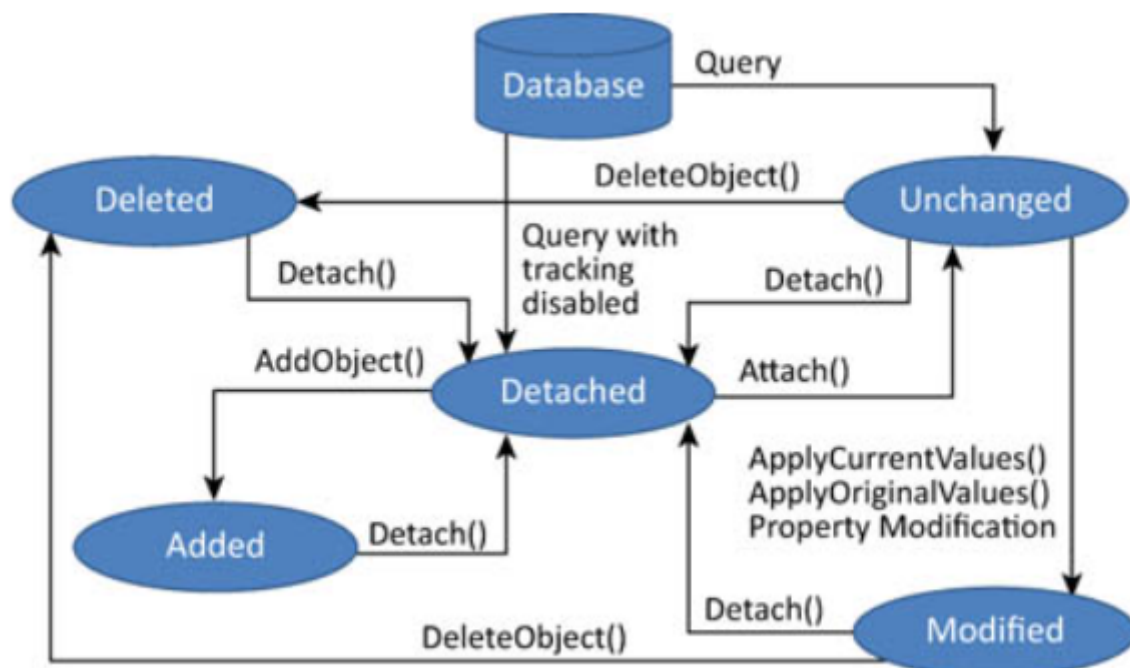 Database
Query
Deleted
DeleteObject()
Unchanged
Query with
tracking
disabled
Detach()
Detach()
AddObject()
Detached
Attach()
ApplyCurrentValues()
ApplyOriginalValues()
Property Modification
Added
Detach()
Detach()
Modified
DeleteObject()